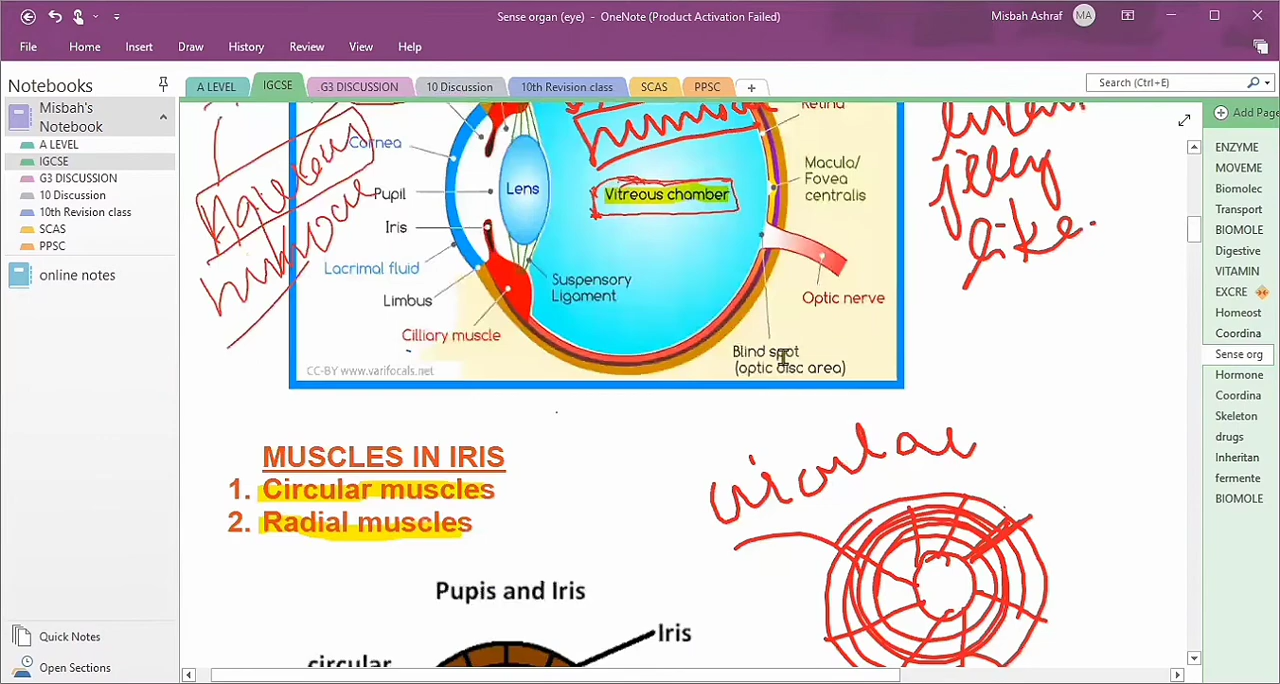 Sense organ (eye) - OneNote (Product Activation Failed)
Misbah Ashraf
MA
File Home Insert Draw History Review View Help
Notebooks
Misbah's
Notebook
A LEVEL
IGCSE
G3 DISCUSSION
10 Discussion
10th Revision class
SCAS
PPSC
online notes
Quick Notes
Open Sections
A LEVEL IGCSE G3 DISCUSSION 10 Discussion 10th Revision class SCAS PPSC +
Search (Ctrl+E)
Cornea
Pupil
Iris
Lacrimal fluid
Limbus
Cilliary muscle
CC-BY www.varifocals.net
Lens
Vitreous chamber
Suspensory
Ligament
Retina
Macula/
Fovea
centralis
Optic nerve
Blind spot
(optic disc area)
humour
jelly
like.
MUSCLES IN IRIS
1. Circular muscles
2. Radial muscles
circular
Pupis and Iris
Iris
circular
Add Page
ENZYME
MOVEME
Biomolec
Transport
BIOMOLE
Digestive
VITAMIN
EXCRE
Homeost
Coordina
Sense org
Hormone
Coordina
Skeleton
drugs
Inheritan
fermente
BIOMOLE